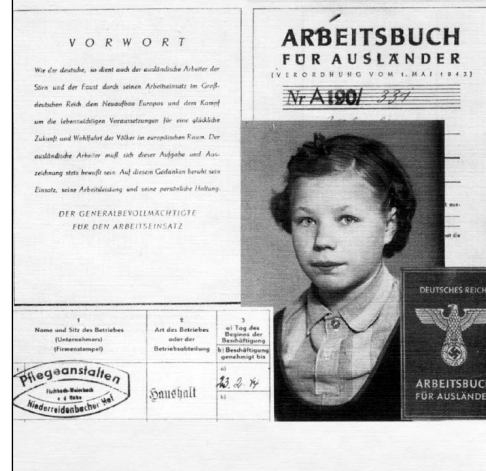 VORWORT
Wie der deutsche, so dient auch der ausländische Arbeiter der
Stirn und der Faust durch seinen Arbeitseinsatz im Groß-
deutschen Reich dem Neuaufbau Europas und dem Kampf
um die lebenswichtigen Voraussetzungen für eine glückliche
Zukunft und Wohlfahrt der Völker im europäischen Raum. Der
ausländische Arbeiter muß sich dieser Aufgabe und Aus-
zeichnung stets bewußt sein. Auf diesem Gedanken beruht sein
Einsatz, seine Arbeitsleistung und seine persönliche Haltung.
DER GENERALBEVOLLMÄCHTIGTE
FÜR DEN ARBEITSEINSATZ
ARBEITSBUCH
FÜR AUSLÄNDER
(VERORDNUNG VOM 1. MAI 1943)
Nr A190/ 331
DEUTSCHES REICH
ARBEITSBUCH
FÜR AUSLÄNDER
1
Name und Sitz des Betriebes
(Unternehmers)
(Firmenstempel)
2
Art des Betriebes
oder der
Betriebsabteilung
3
a) Tag des
Beginns der
Beschäftigung
b) Beschäftigung
genehmigt bis
Pflegeanstalten
Niederreidenbacher Hof
Haushalt
a)
23. 2.
b)